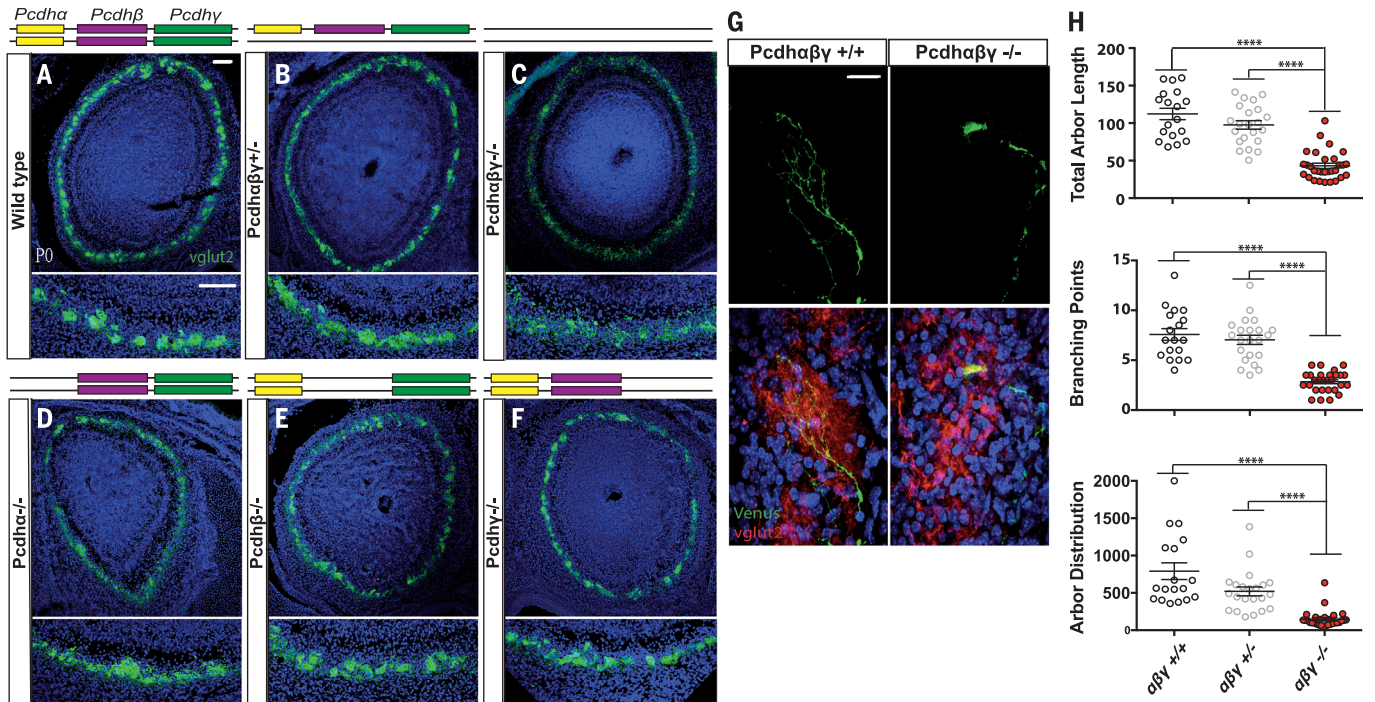 Pcdhα Pcdhβ Pcdhγ
Wild type
A
P0
vglut2
Pcdhαβγ+/-
B
Pcdhαβγ-/-
C
Pcdhα-/-
D
Pcdhβ-/-
E
Pcdhγ-/-
F
G
Pcdhαβγ +/+ Pcdhαβγ -/-
Venus
vglut2
H
Total Arbor Length
200
150
100
50
0
****
****
Branching Points
15
10
5
0
****
****
Arbor Distribution
2000
1500
1000
500
0
****
****
αβγ +/+ αβγ +/- αβγ -/-